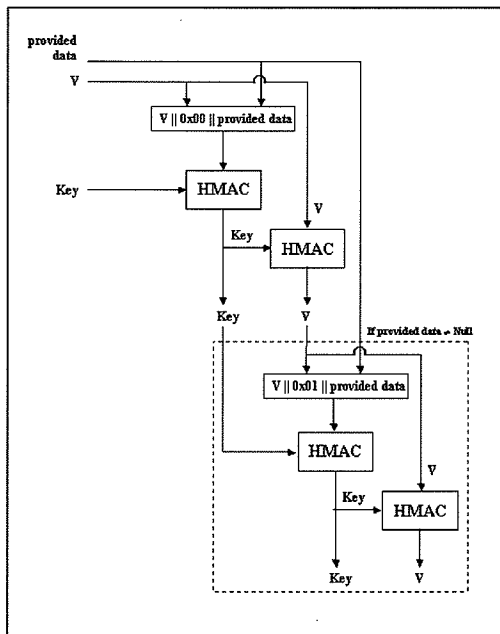 provided
data
V
V || 0x00 || provided data
Key
HMAC
V
Key
HMAC
Key
V
If provided data ≠ Null
V || 0x01 || provided data
HMAC
V
Key
HMAC
Key
V